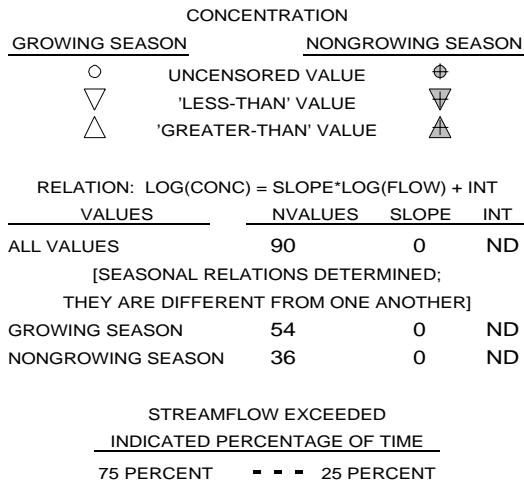 CONCENTRATION
GROWING SEASON NONGROWING SEASON
UNCENSORED VALUE
'LESS-THAN' VALUE
'GREATER-THAN' VALUE
RELATION: LOG(CONC) = SLOPE*LOG(FLOW) + INT
VALUES NVALUES SLOPE INT
ALL VALUES 90 0 ND
[SEASONAL RELATIONS DETERMINED;
THEY ARE DIFFERENT FROM ONE ANOTHER]
GROWING SEASON 54 0 ND
NONGROWING SEASON 36 0 ND
STREAMFLOW EXCEEDED
INDICATED PERCENTAGE OF TIME
75 PERCENT 25 PERCENT